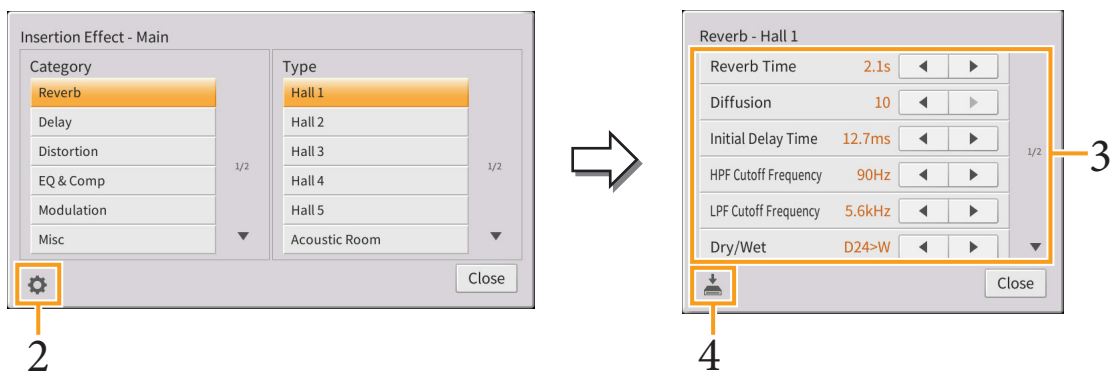 Insertion Effect - Main
Category
Reverb
Delay
Distortion
EQ & Comp
Modulation
Misc
1/2
Type
Hall 1
Hall 2
Hall 3
Hall 4
Hall 5
Acoustic Room
1/2
Close
2
Reverb - Hall 1
Reverb Time 2.1s
Diffusion 10
Initial Delay Time 12.7ms
HPF Cutoff Frequency 90Hz
LPF Cutoff Frequency 5.6kHz
Dry/Wet D24>W
1/2
Close
3
4